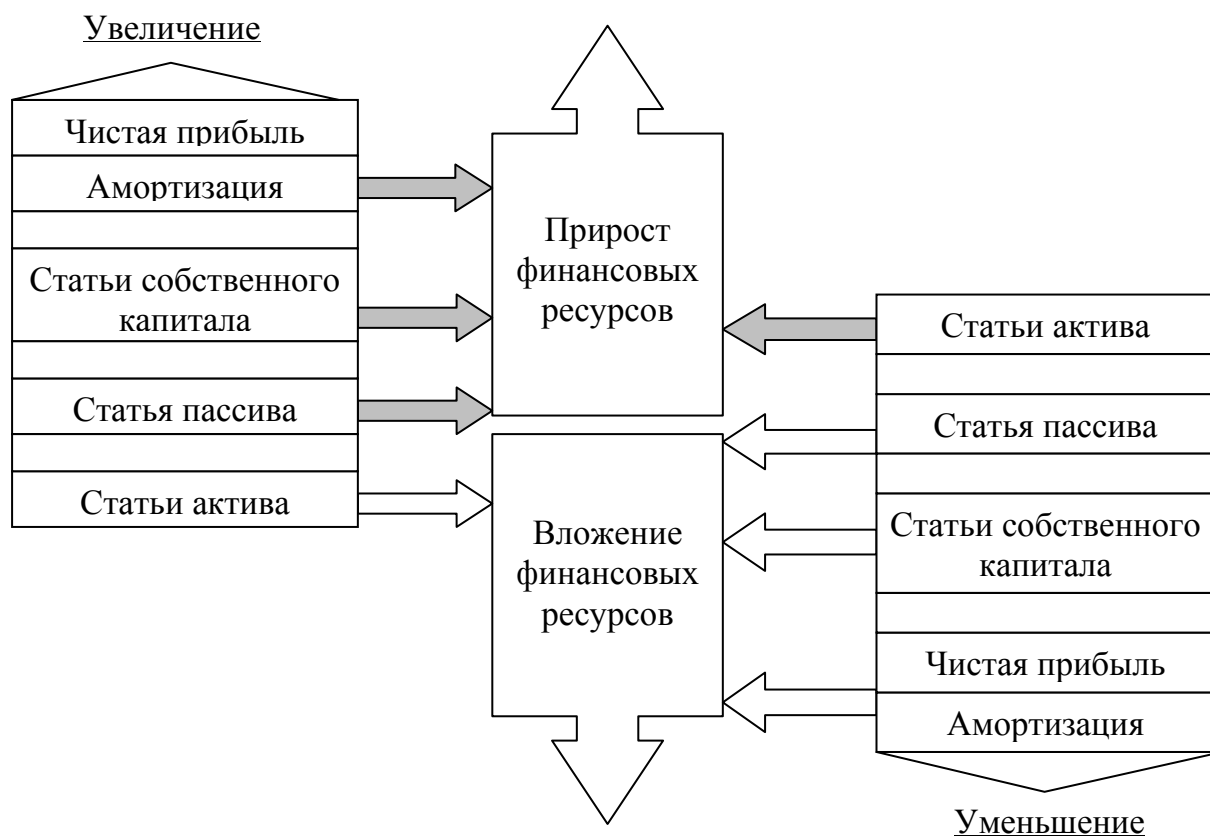 Увеличение
Чистая прибыль
Амортизация
Статьи собственного
капитала
Статья пассива
Статьи актива
Прирост
финансовых
ресурсов
Вложение
финансовых
ресурсов
Статьи актива
Статья пассива
Статьи собственного
капитала
Чистая прибыль
Амортизация
Уменьшение